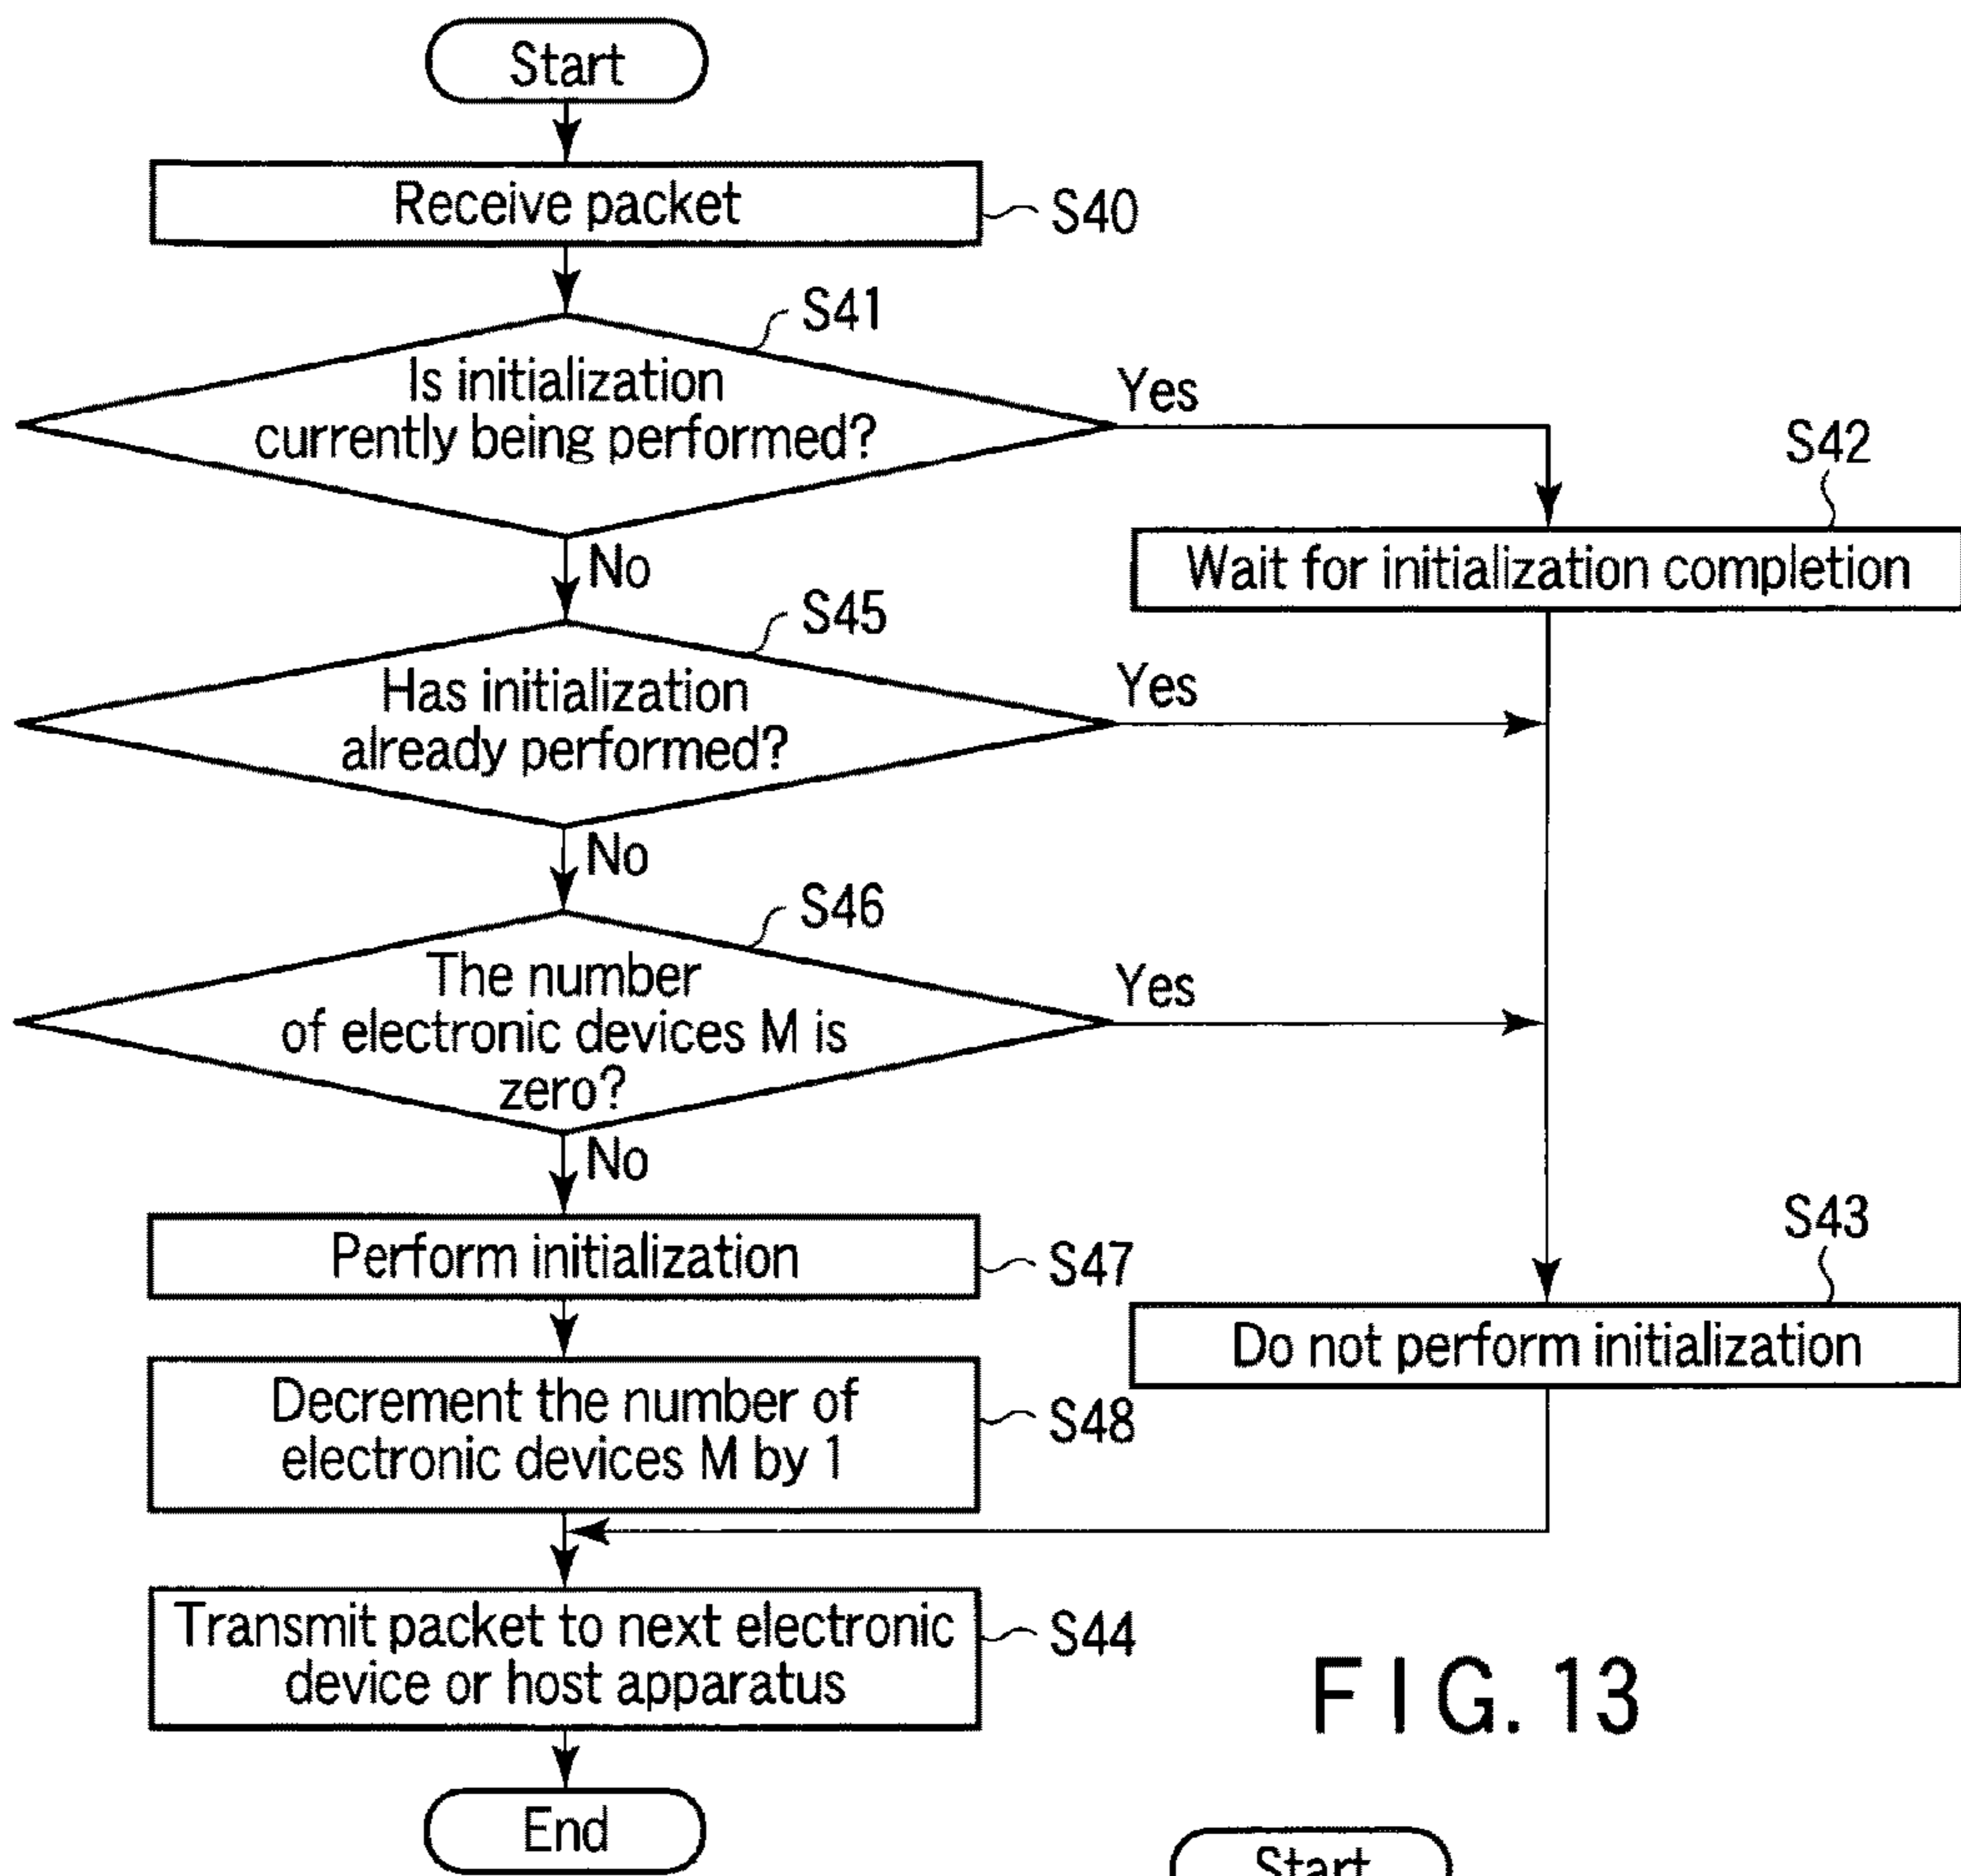 Start
Receive packet
S40
S41
Is initialization
currently being performed?
Yes
S42
Wait for initialization completion
No
S45
Has initialization
already performed?
Yes
No
S46
The number
of electronic devices M is
zero?
Yes
No
Perform initialization
S47
S43
Do not perform initialization
Decrement the number of
electronic devices M by 1
S48
Transmit packet to next electronic
device or host apparatus
S44
FIG. 13
End
Start